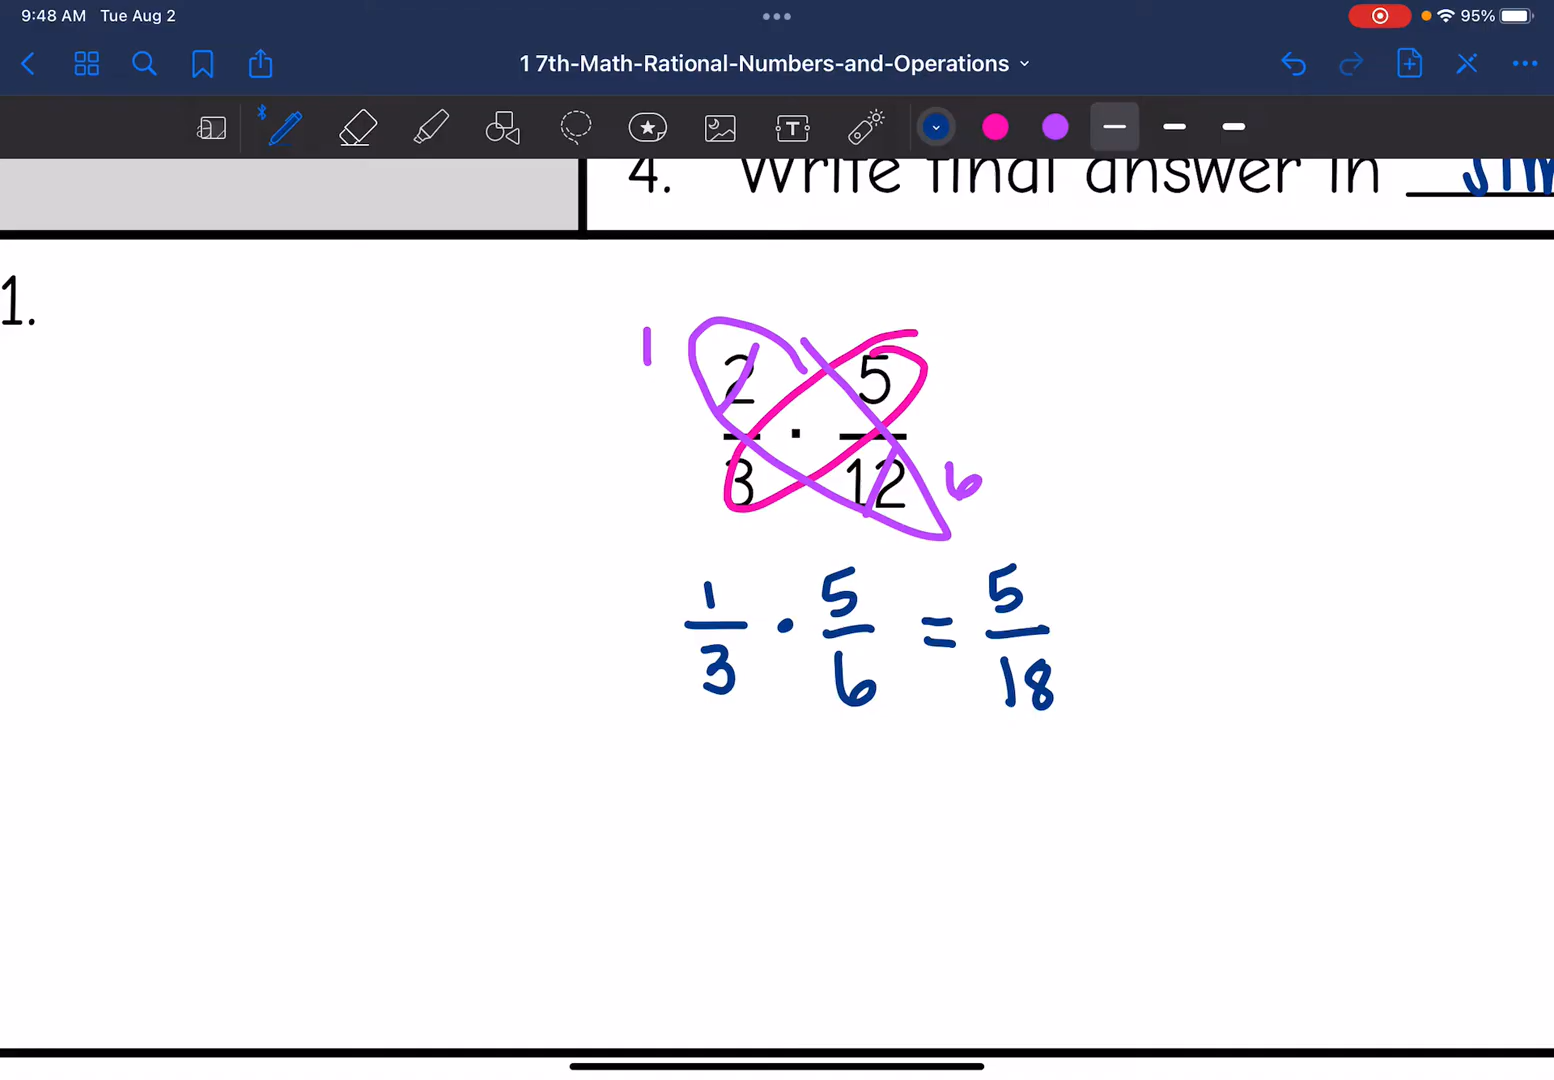 9:48 AM Tue Aug 2
95%
1 7th-Math-Rational-Numbers-and-Operations
4. Write final answer in
1.
1 2/3 · 5/12 6
1/3 · 5/6 = 5/18